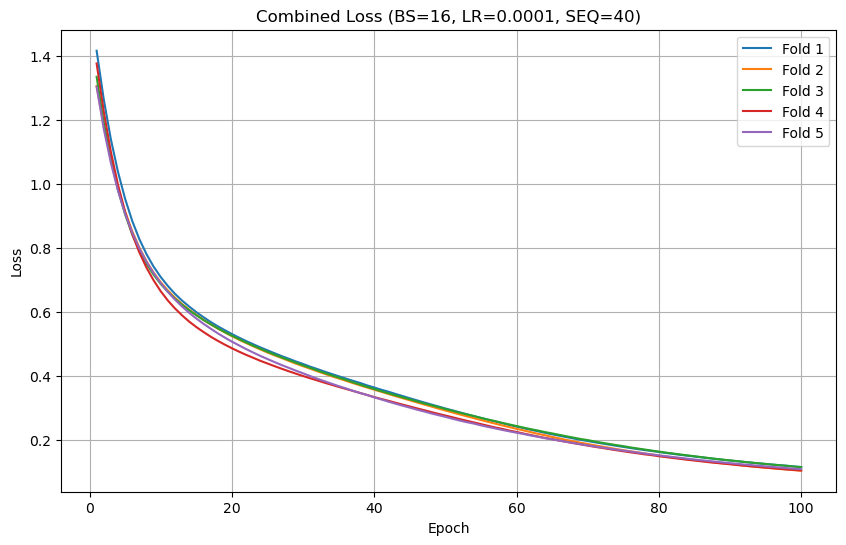 Combined Loss (BS=16, LR=0.0001, SEQ=40)
Fold 1
Fold 2
Fold 3
Fold 4
Fold 5
1.4
1.2
1.0
0.8
0.6
0.4
0.2
Loss
0 20 40 60 80 100
Epoch